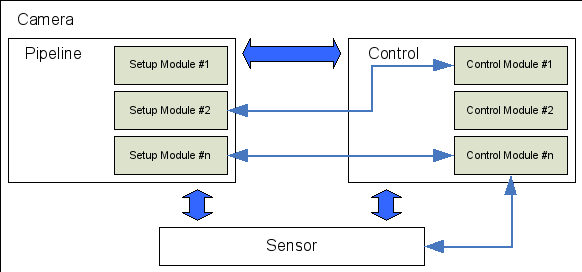 Camera
Pipeline
Setup Module #1
Setup Module #2
Setup Module #n
Control
Control Module #1
Control Module #2
Control Module #n
Sensor